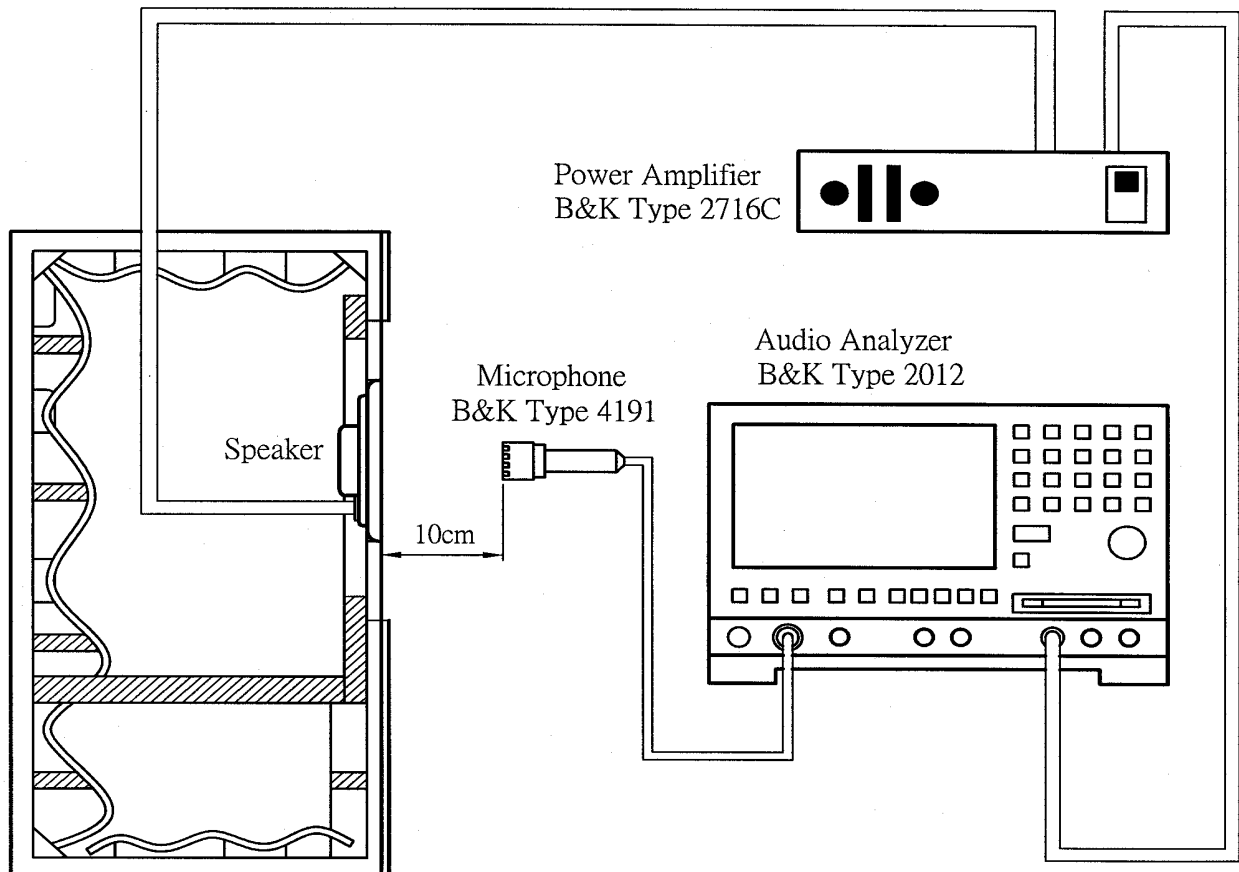 Power Amplifier
B&K Type 2716C
Audio Analyzer
B&K Type 2012
Microphone
B&K Type 4191
Speaker
10cm